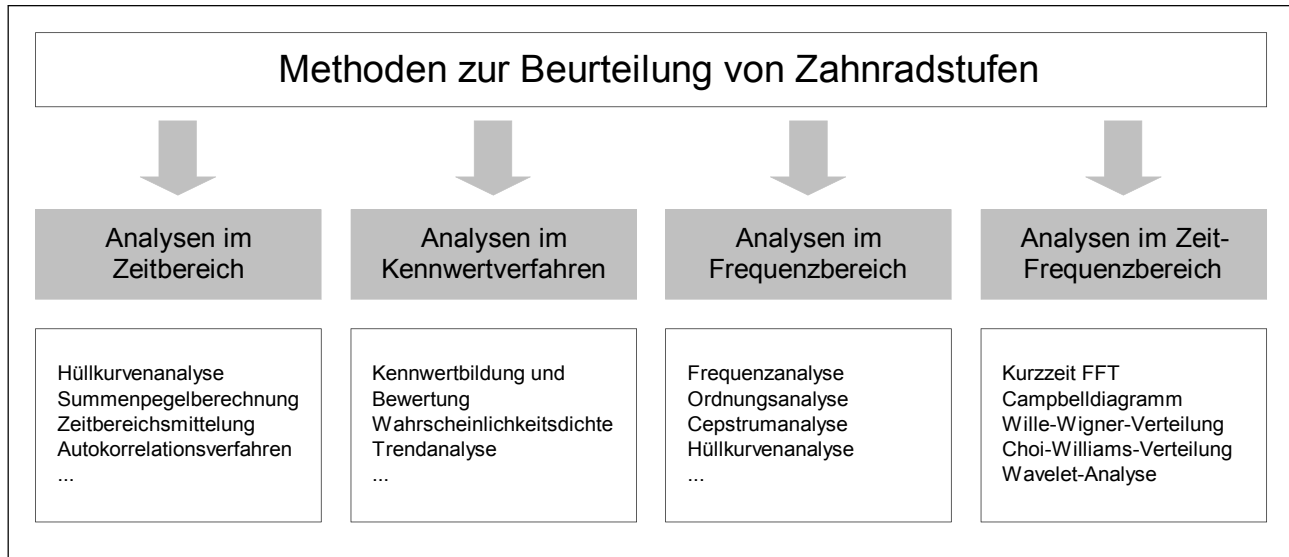 Methoden zur Beurteilung von Zahnradstufen
Analysen im
Zeitbereich
Analysen im
Kennwertverfahren
Analysen im
Frequenzbereich
Analysen im Zeit-
Frequenzbereich
Hüllkurvenanalyse
Summenpegelberechnung
Zeitbereichsmittelung
Autokorrelationsverfahren
...
Kennwertbildung und
Bewertung
Wahrscheinlichkeitsdichte
Trendanalyse
...
Frequenzanalyse
Ordnungsanalyse
Cepstrumanalyse
Hüllkurvenanalyse
...
Kurzzeit FFT
Campbelldiagramm
Wille-Wigner-Verteilung
Choi-Williams-Verteilung
Wavelet-Analyse